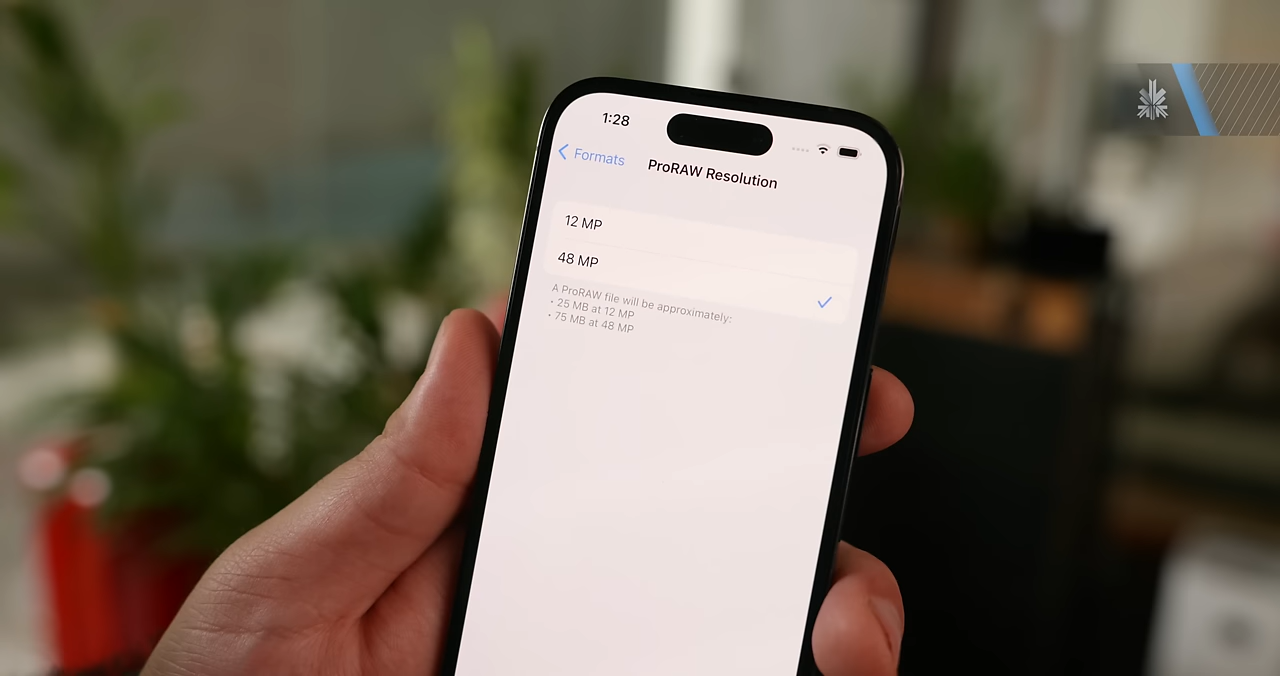 1:28
Formats
ProRAW Resolution
12 MP
48 MP
A ProRAW file will be approximately:
• 25 MB at 12 MP
• 75 MB at 48 MP